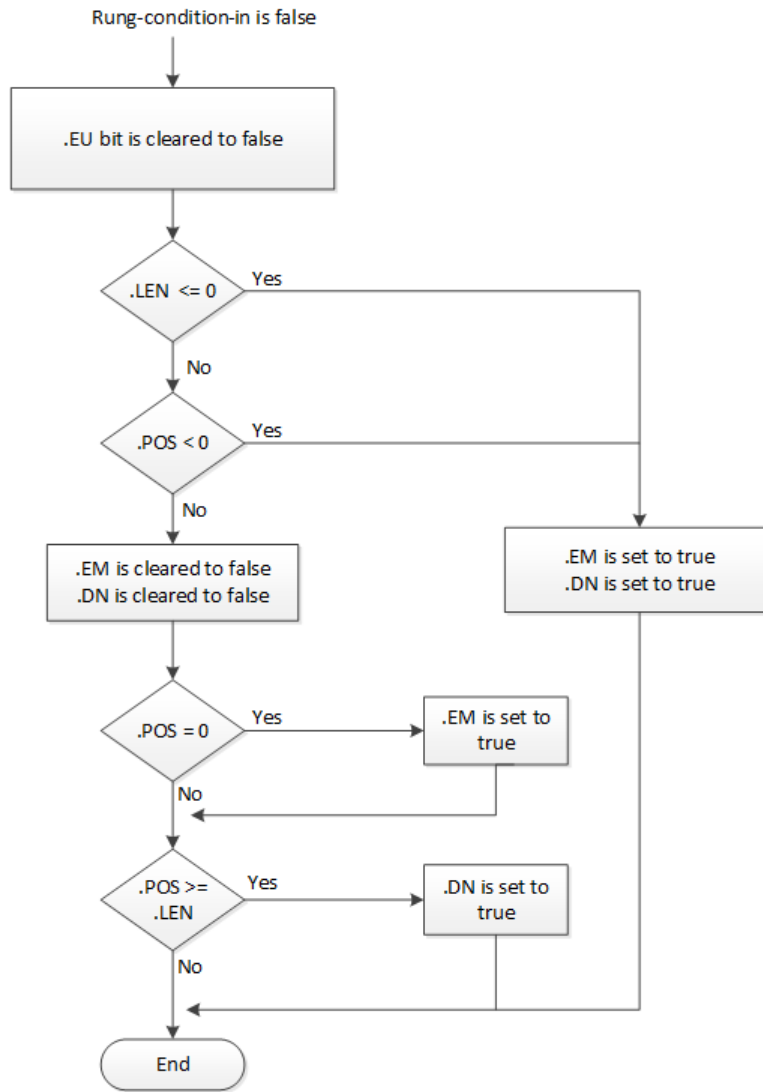 Rung-condition-in is false
.EU bit is cleared to false
.LEN <= 0
Yes
No
.POS < 0
Yes
No
.EM is cleared to false
.DN is cleared to false
.EM is set to true
.DN is set to true
.POS = 0
Yes
.EM is set to
true
No
.POS >=
.LEN
Yes
.DN is set to
true
No
End